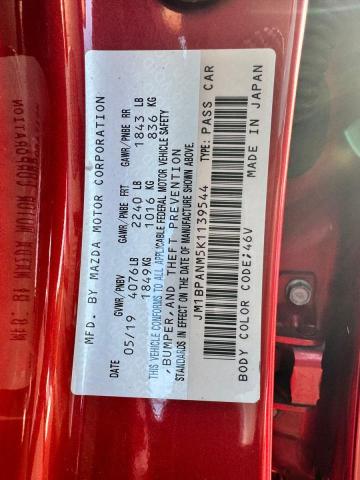 MFD. BY MAZDA MOTOR CORPORATION
DATE GVWR/PNBV GAWR/PNBE FRT GAWR/PNBE RR
05/19 4076LB 2240 LB 1843 LB
1849KG 1016 KG 836 KG
THIS VEHICLE CONFORMS TO ALL APPLICABLE FEDERAL MOTOR VEHICLE SAFETY
,BUMPER,AND THEFT PREVENTION
STANDARDS IN EFFECT ON THE DATE OF MANUFACTURE SHOWN ABOVE.
JM1BPANM5K1139544 TYPE: PASS CAR
BODY COLOR CODE:46V MADE IN JAPAN